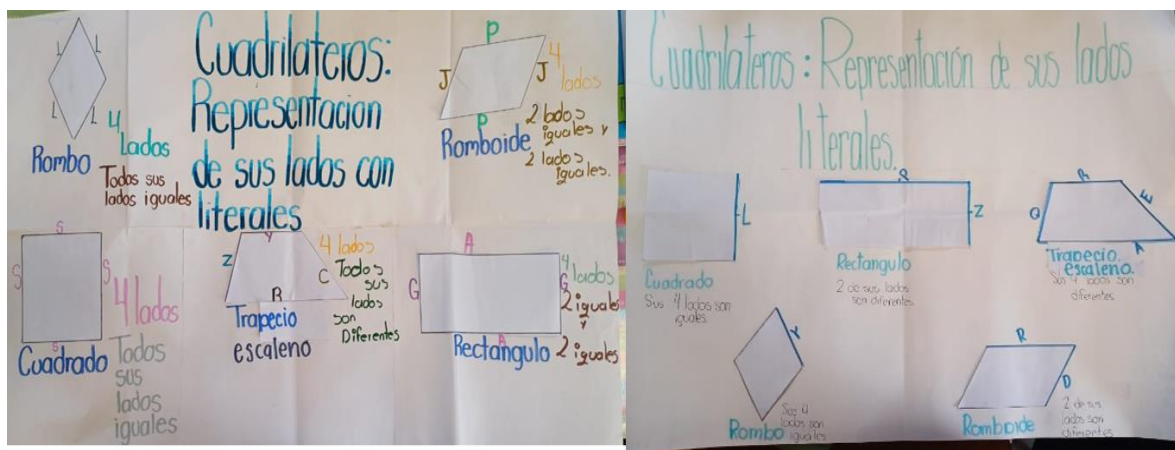 Cuadrilateros:
Representacion
de sus lados con
literales
L L
L L
Rombo
4
Lados
Todos sus
lados iguales
P
J J
P
Romboide
4
lados
2 lados
iguales y
2 lados
iguales.
S
S S
S
Cuadrado
4 lados
Todos
sus
lados
iguales
Y
Z C
R
Trapecio
escaleno
4 lados
Todos
sus
lados
son
Diferentes
A
G G
A
Rectangulo
4 lados
2 iguales
y
2 iguales
Cuadrilateros: Representación de sus lados
literales.
L
Cuadrado
Sus 4 lados son
iguales.
R
Z
Rectangulo
2 de sus lados
son diferentes
R
Q E
A
Trapecio
escaleno.
Sus 4 lados son
diferentes
Y
Rombo
Sus 4
lados son
iguales
R
D
Romboide
2 de sus
lados son
diferentes